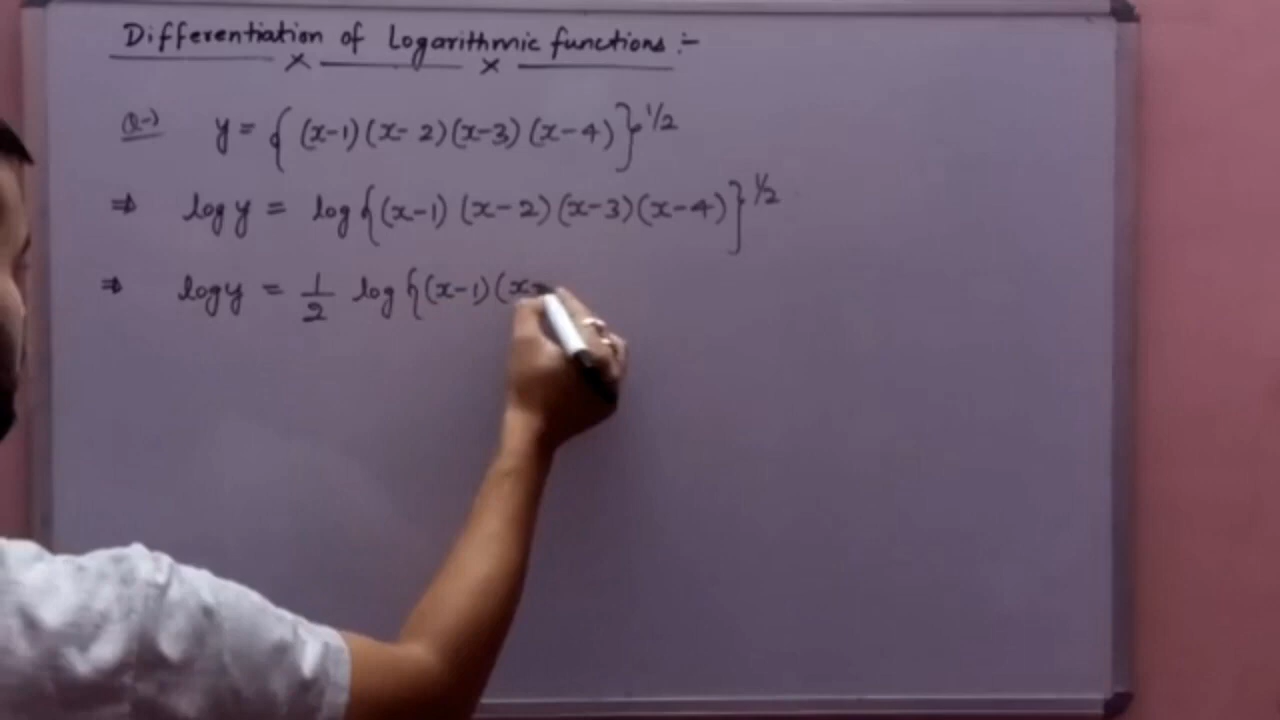 Differentiation of Logarithmic functions :-
Q→ y = { (x-1)(x-2)(x-3)(x-4)}^1/2
⇒ log y = log{(x-1)(x-2)(x-3)(x-4)}^1/2
⇒ log y = 1/2 log{(x-1)(x-